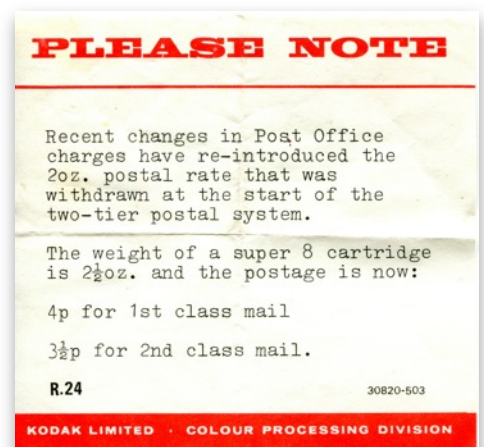 PLEASE NOTE
Recent changes in Post Office
charges have re-introduced the
2oz. postal rate that was
withdrawn at the start of the
two-tier postal system.
The weight of a super 8 cartridge
is 2½oz. and the postage is now:
4p for 1st class mail
3½p for 2nd class mail.
R.24 30820-503
KODAK LIMITED · COLOUR PROCESSING DIVISION